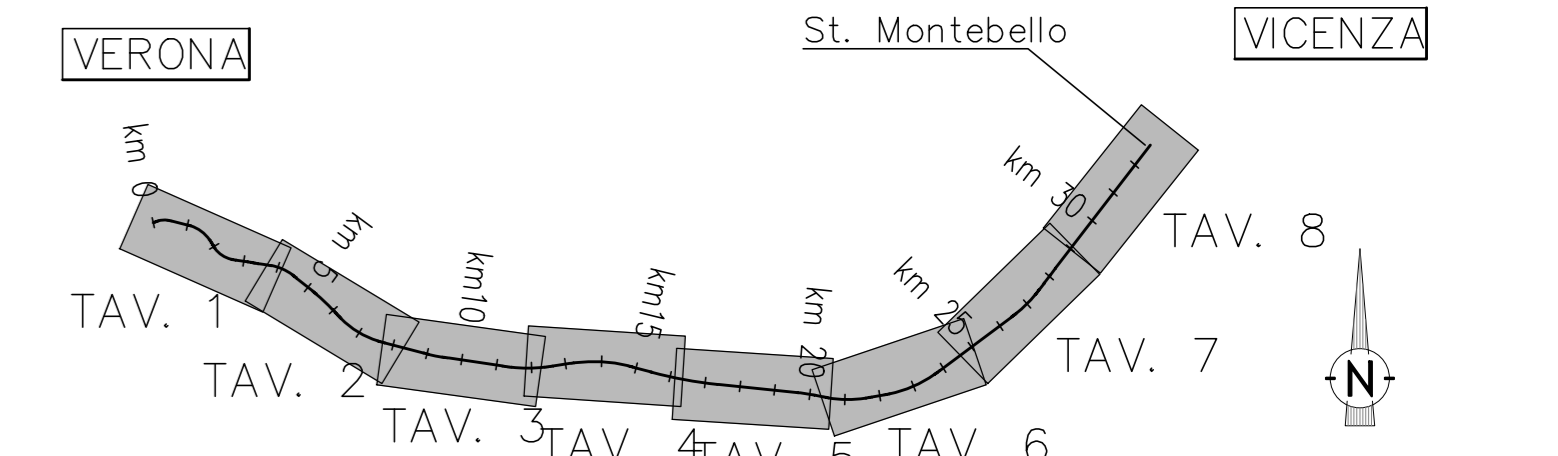 St. Montebello
VICENZA
VERONA
km 0
km 5
km10
km15
km 20
km 25
km 30
TAV. 1
TAV. 2
TAV. 3
TAV. 4
TAV. 5
TAV. 6
TAV. 7
TAV. 8
N